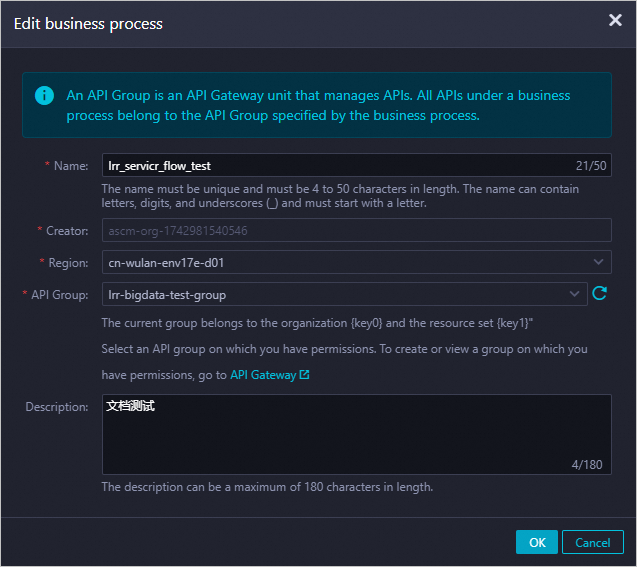 Edit business process
An API Group is an API Gateway unit that manages APIs. All APIs under a business
process belong to the API Group specified by the business process.
* Name: lrr_servicr_flow_test 21/50
The name must be unique and must be 4 to 50 characters in length. The name can contain
letters, digits, and underscores (_) and must start with a letter.
* Creator: ascm-org-1742981540546
* Region: cn-wulan-env17e-d01
* API Group: lrr-bigdata-test-group
The current group belongs to the organization {key0} and the resource set {key1}"
Select an API group on which you have permissions. To create or view a group on which you
have permissions, go to API Gateway
Description: 文档测试
4/180
The description can be a maximum of 180 characters in length.
OK Cancel